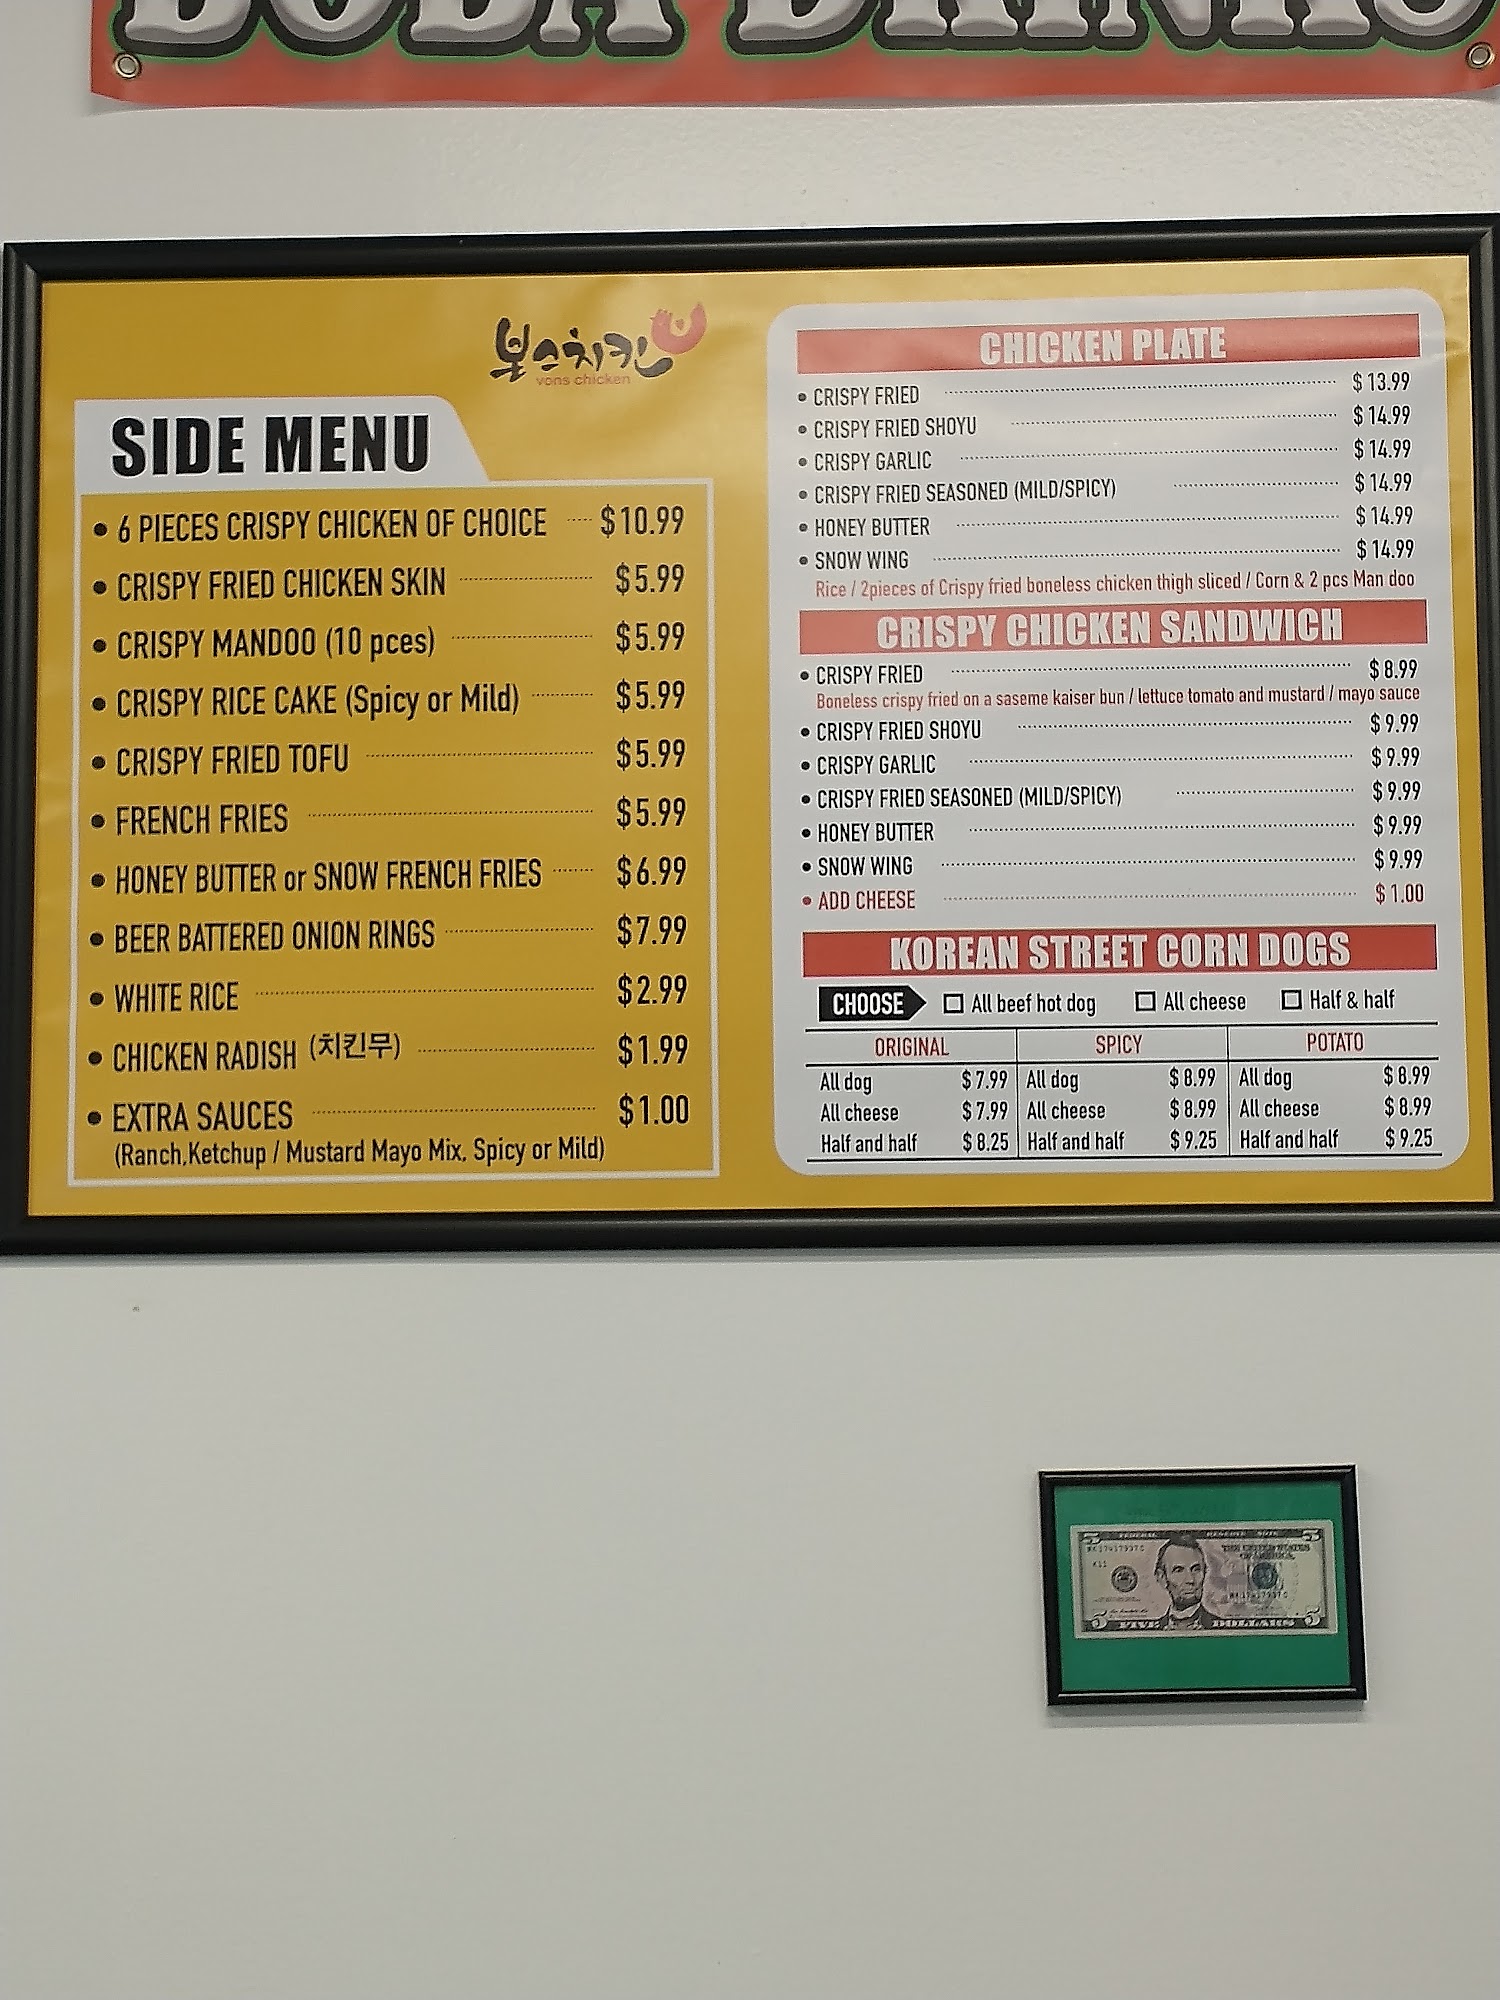 BOBA DRINKS
본스치킨
vons chicken
SIDE MENU
• 6 PIECES CRISPY CHICKEN OF CHOICE $10.99
• CRISPY FRIED CHICKEN SKIN $5.99
• CRISPY MANDOO (10 pces) $5.99
• CRISPY RICE CAKE (Spicy or Mild) $5.99
• CRISPY FRIED TOFU $5.99
• FRENCH FRIES $5.99
• HONEY BUTTER or SNOW FRENCH FRIES $6.99
• BEER BATTERED ONION RINGS $7.99
• WHITE RICE $2.99
• CHICKEN RADISH (치킨무) $1.99
• EXTRA SAUCES $1.00
(Ranch,Ketchup / Mustard Mayo Mix, Spicy or Mild)
CHICKEN PLATE
• CRISPY FRIED $ 13.99
• CRISPY FRIED SHOYU $ 14.99
• CRISPY GARLIC $ 14.99
• CRISPY FRIED SEASONED (MILD/SPICY) $ 14.99
• HONEY BUTTER $ 14.99
• SNOW WING $ 14.99
Rice / 2pieces of Crispy fried boneless chicken thigh sliced / Corn & 2 pcs Man doo
CRISPY CHICKEN SANDWICH
• CRISPY FRIED $ 8.99
Boneless crispy fried on a saseme kaiser bun / lettuce tomato and mustard / mayo sauce
• CRISPY FRIED SHOYU $ 9.99
• CRISPY GARLIC $ 9.99
• CRISPY FRIED SEASONED (MILD/SPICY) $ 9.99
• HONEY BUTTER $ 9.99
• SNOW WING $ 9.99
• ADD CHEESE $ 1.00
KOREAN STREET CORN DOGS
CHOOSE ☐ All beef hot dog ☐ All cheese ☐ Half & half
ORIGINAL SPICY POTATO
All dog $ 7.99 All dog $ 8.99 All dog $ 8.99
All cheese $ 7.99 All cheese $ 8.99 All cheese $ 8.99
Half and half $ 8.25 Half and half $ 9.25 Half and half $ 9.25
5 FEDERAL RESERVE NOTE 5
THE UNITED STATES
OF AMERICA
5 FIVE DOLLARS 5